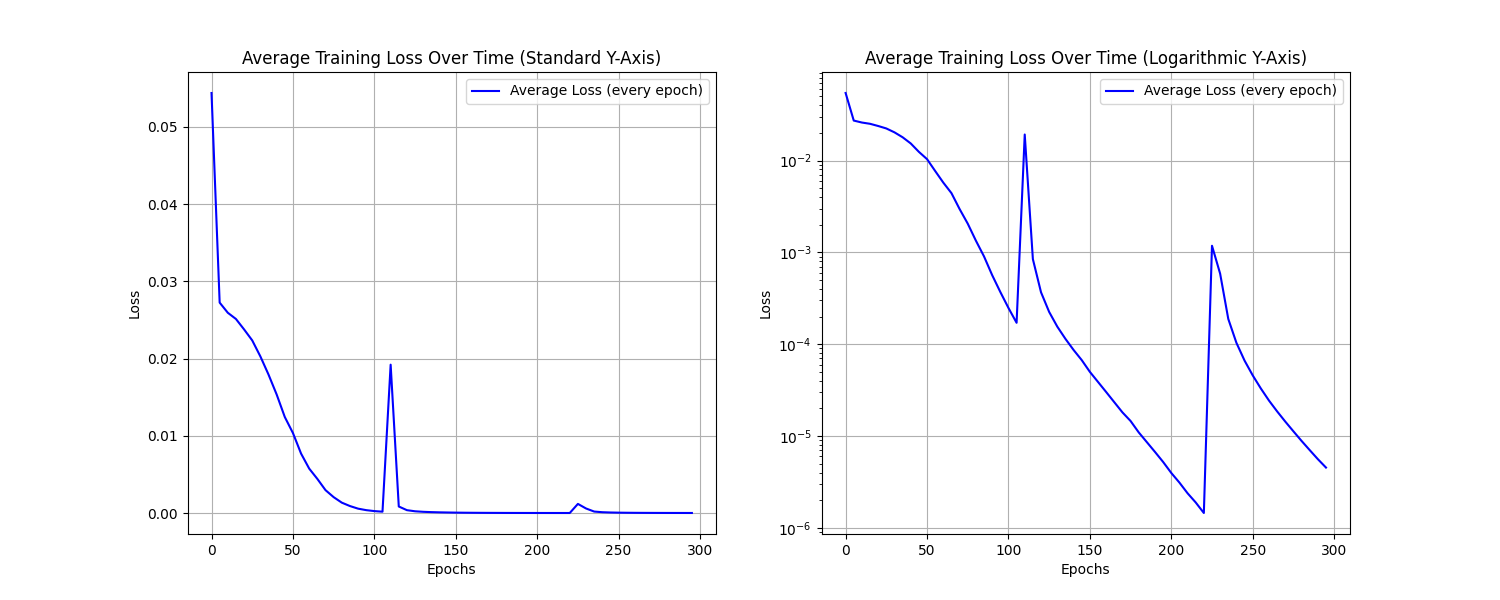 Average Training Loss Over Time (Standard Y-Axis)
Average Loss (every epoch)
Loss
0.05
0.04
0.03
0.02
0.01
0.00
0 50 100 150 200 250 300
Epochs
Average Training Loss Over Time (Logarithmic Y-Axis)
Average Loss (every epoch)
Loss
10⁻²
10⁻³
10⁻⁴
10⁻⁵
10⁻⁶
0 50 100 150 200 250 300
Epochs